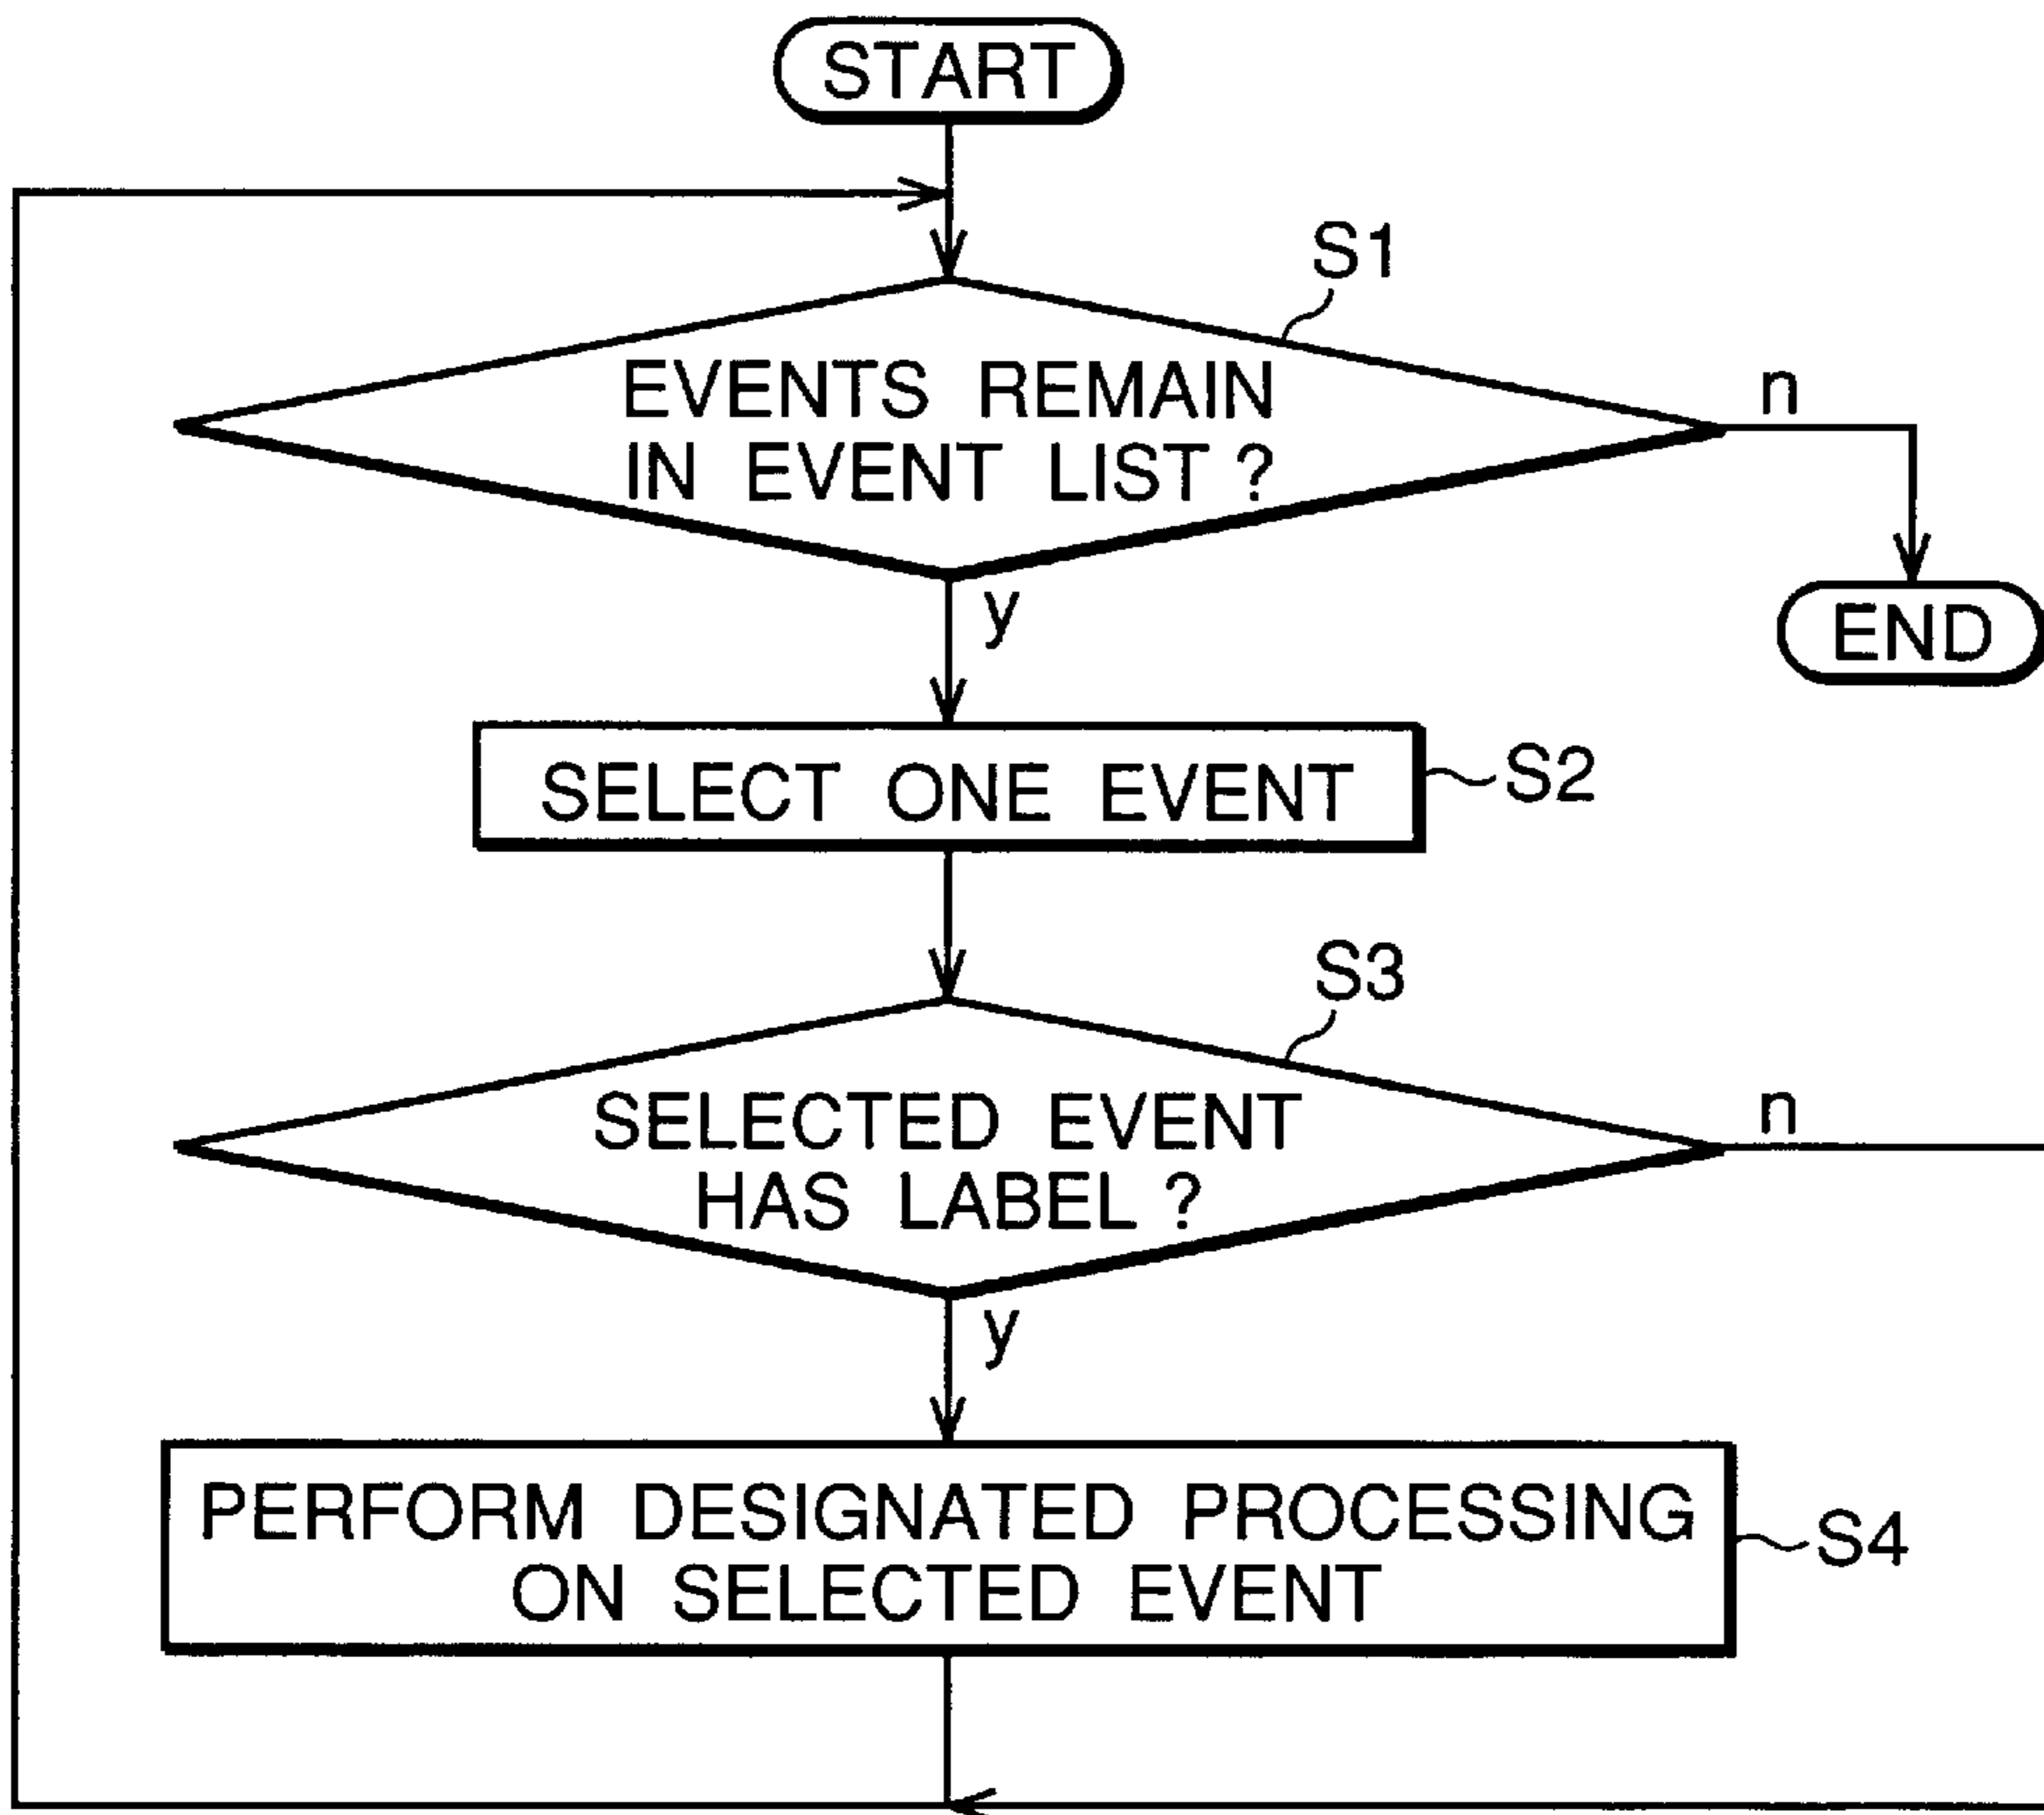 START
S1
EVENTS REMAIN
IN EVENT LIST ?
n
y
END
SELECT ONE EVENT
S2
S3
SELECTED EVENT
HAS LABEL ?
n
y
PERFORM DESIGNATED PROCESSING
ON SELECTED EVENT
S4